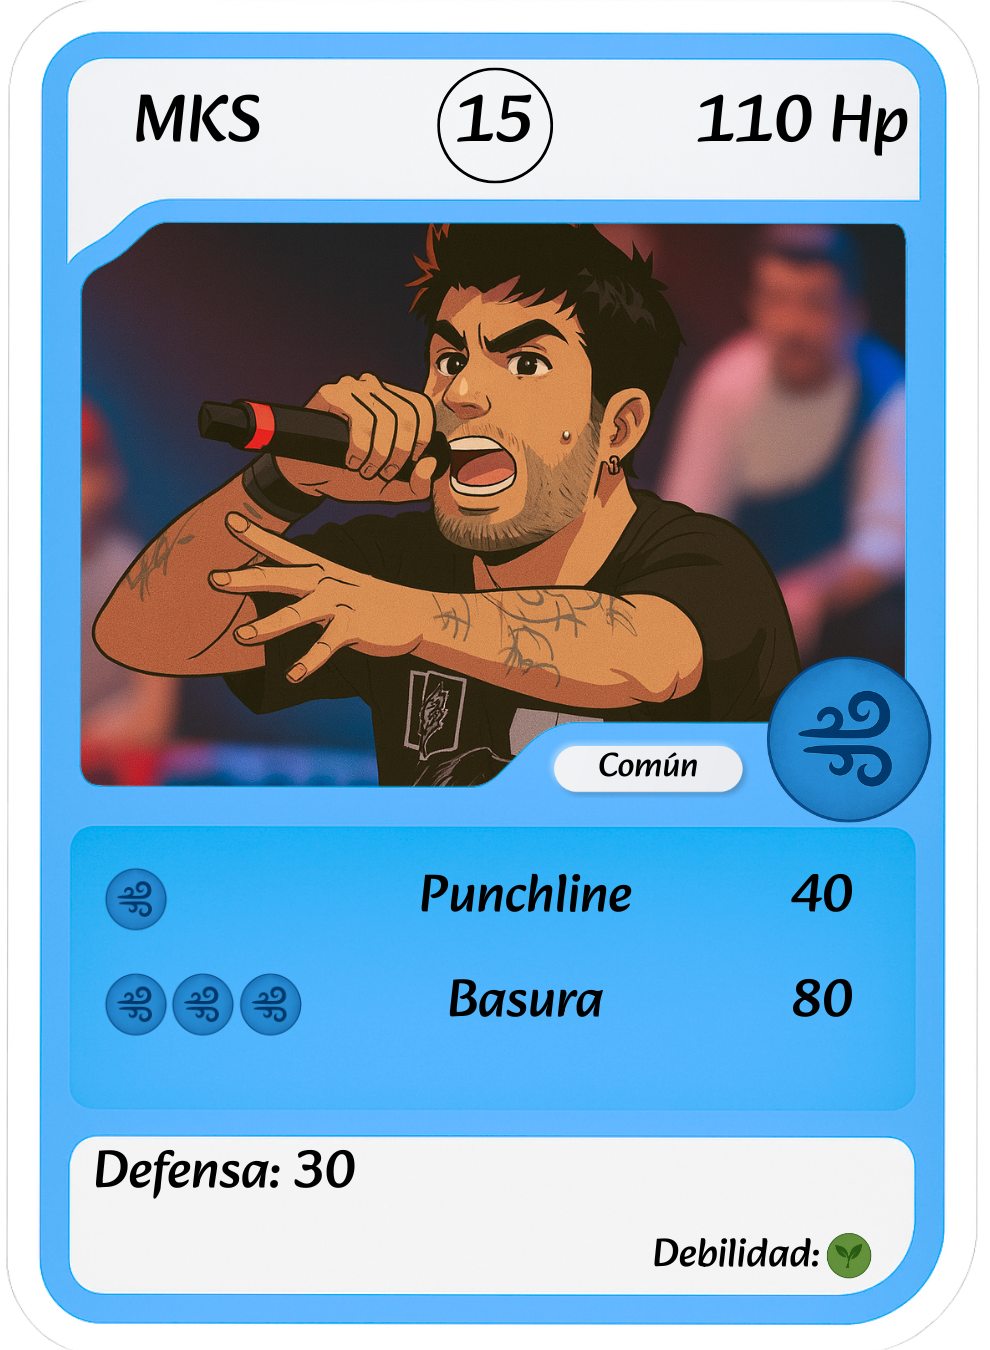 MKS 15 110 Hp
Común
Punchline 40
Basura 80
Defensa: 30
Debilidad: